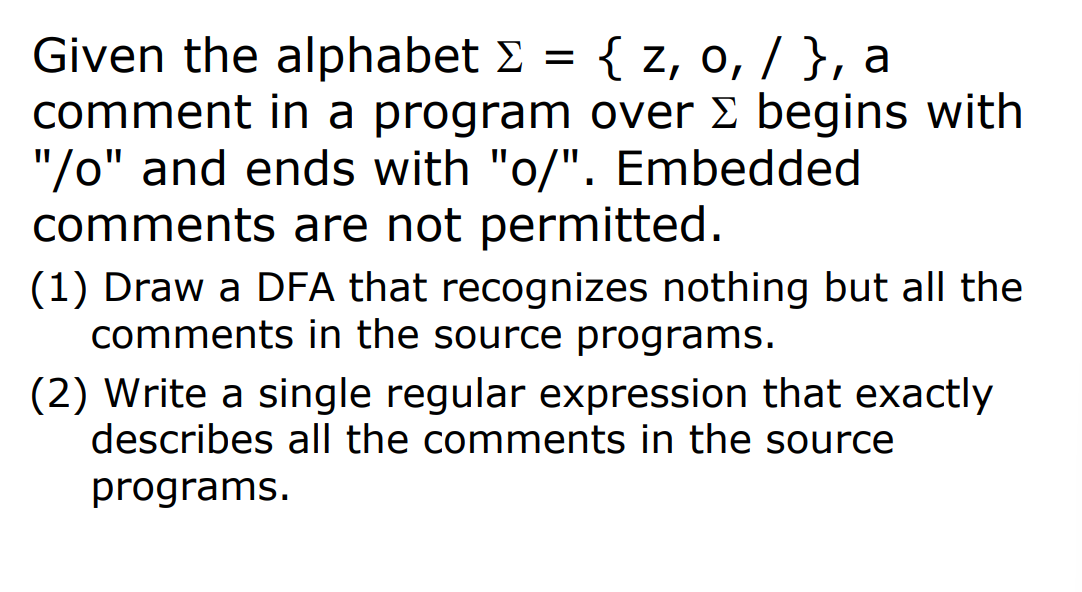 Given the alphabet Σ = { z, o, / }, a
comment in a program over Σ begins with
"/o" and ends with "o/". Embedded
comments are not permitted.
(1) Draw a DFA that recognizes nothing but all the
comments in the source programs.
(2) Write a single regular expression that exactly
describes all the comments in the source
programs.